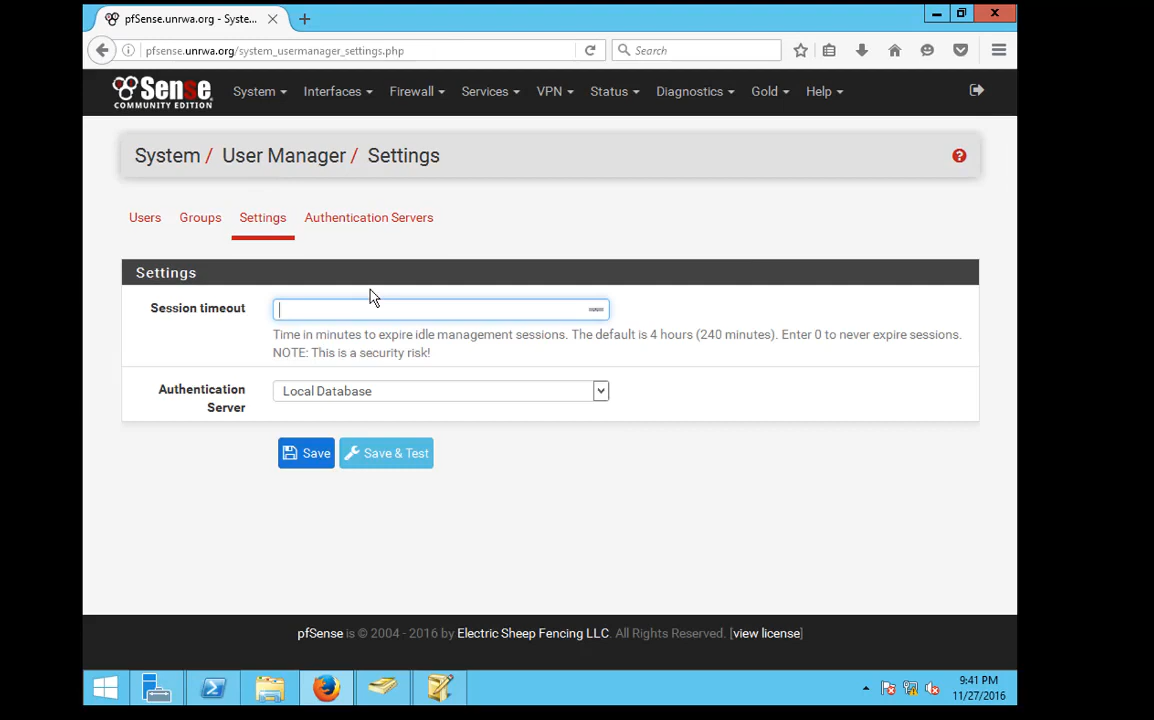 pfSense.unrwa.org - Syste...
pfsense.unrwa.org/system_usermanager_settings.php
Search
Sense
COMMUNITY EDITION
System Interfaces Firewall Services VPN Status Diagnostics Gold Help
System / User Manager / Settings
Users Groups Settings Authentication Servers
Settings
Session timeout
Time in minutes to expire idle management sessions. The default is 4 hours (240 minutes). Enter 0 to never expire sessions.
NOTE: This is a security risk!
Authentication Server
Local Database
Save Save & Test
pfSense is © 2004 - 2016 by Electric Sheep Fencing LLC. All Rights Reserved. [view license]
9:41 PM
11/27/2016